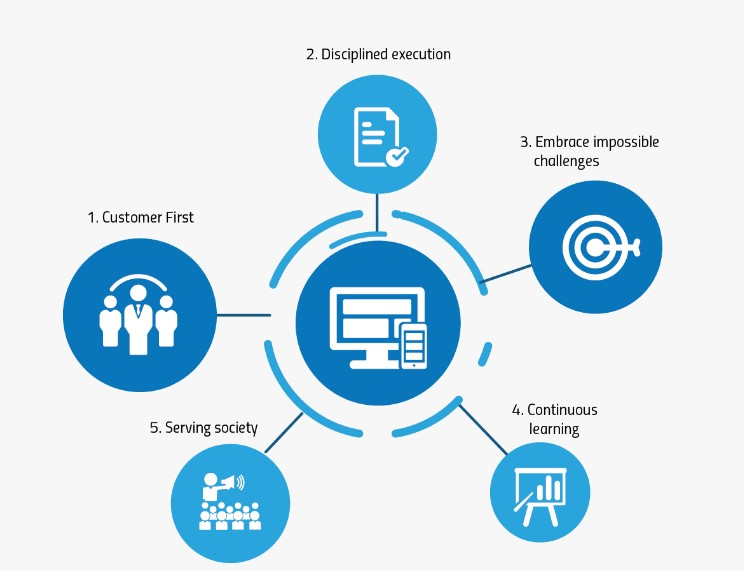 1. Customer First
2. Disciplined execution
3. Embrace impossible
challenges
4. Continuous
learning
5. Serving society